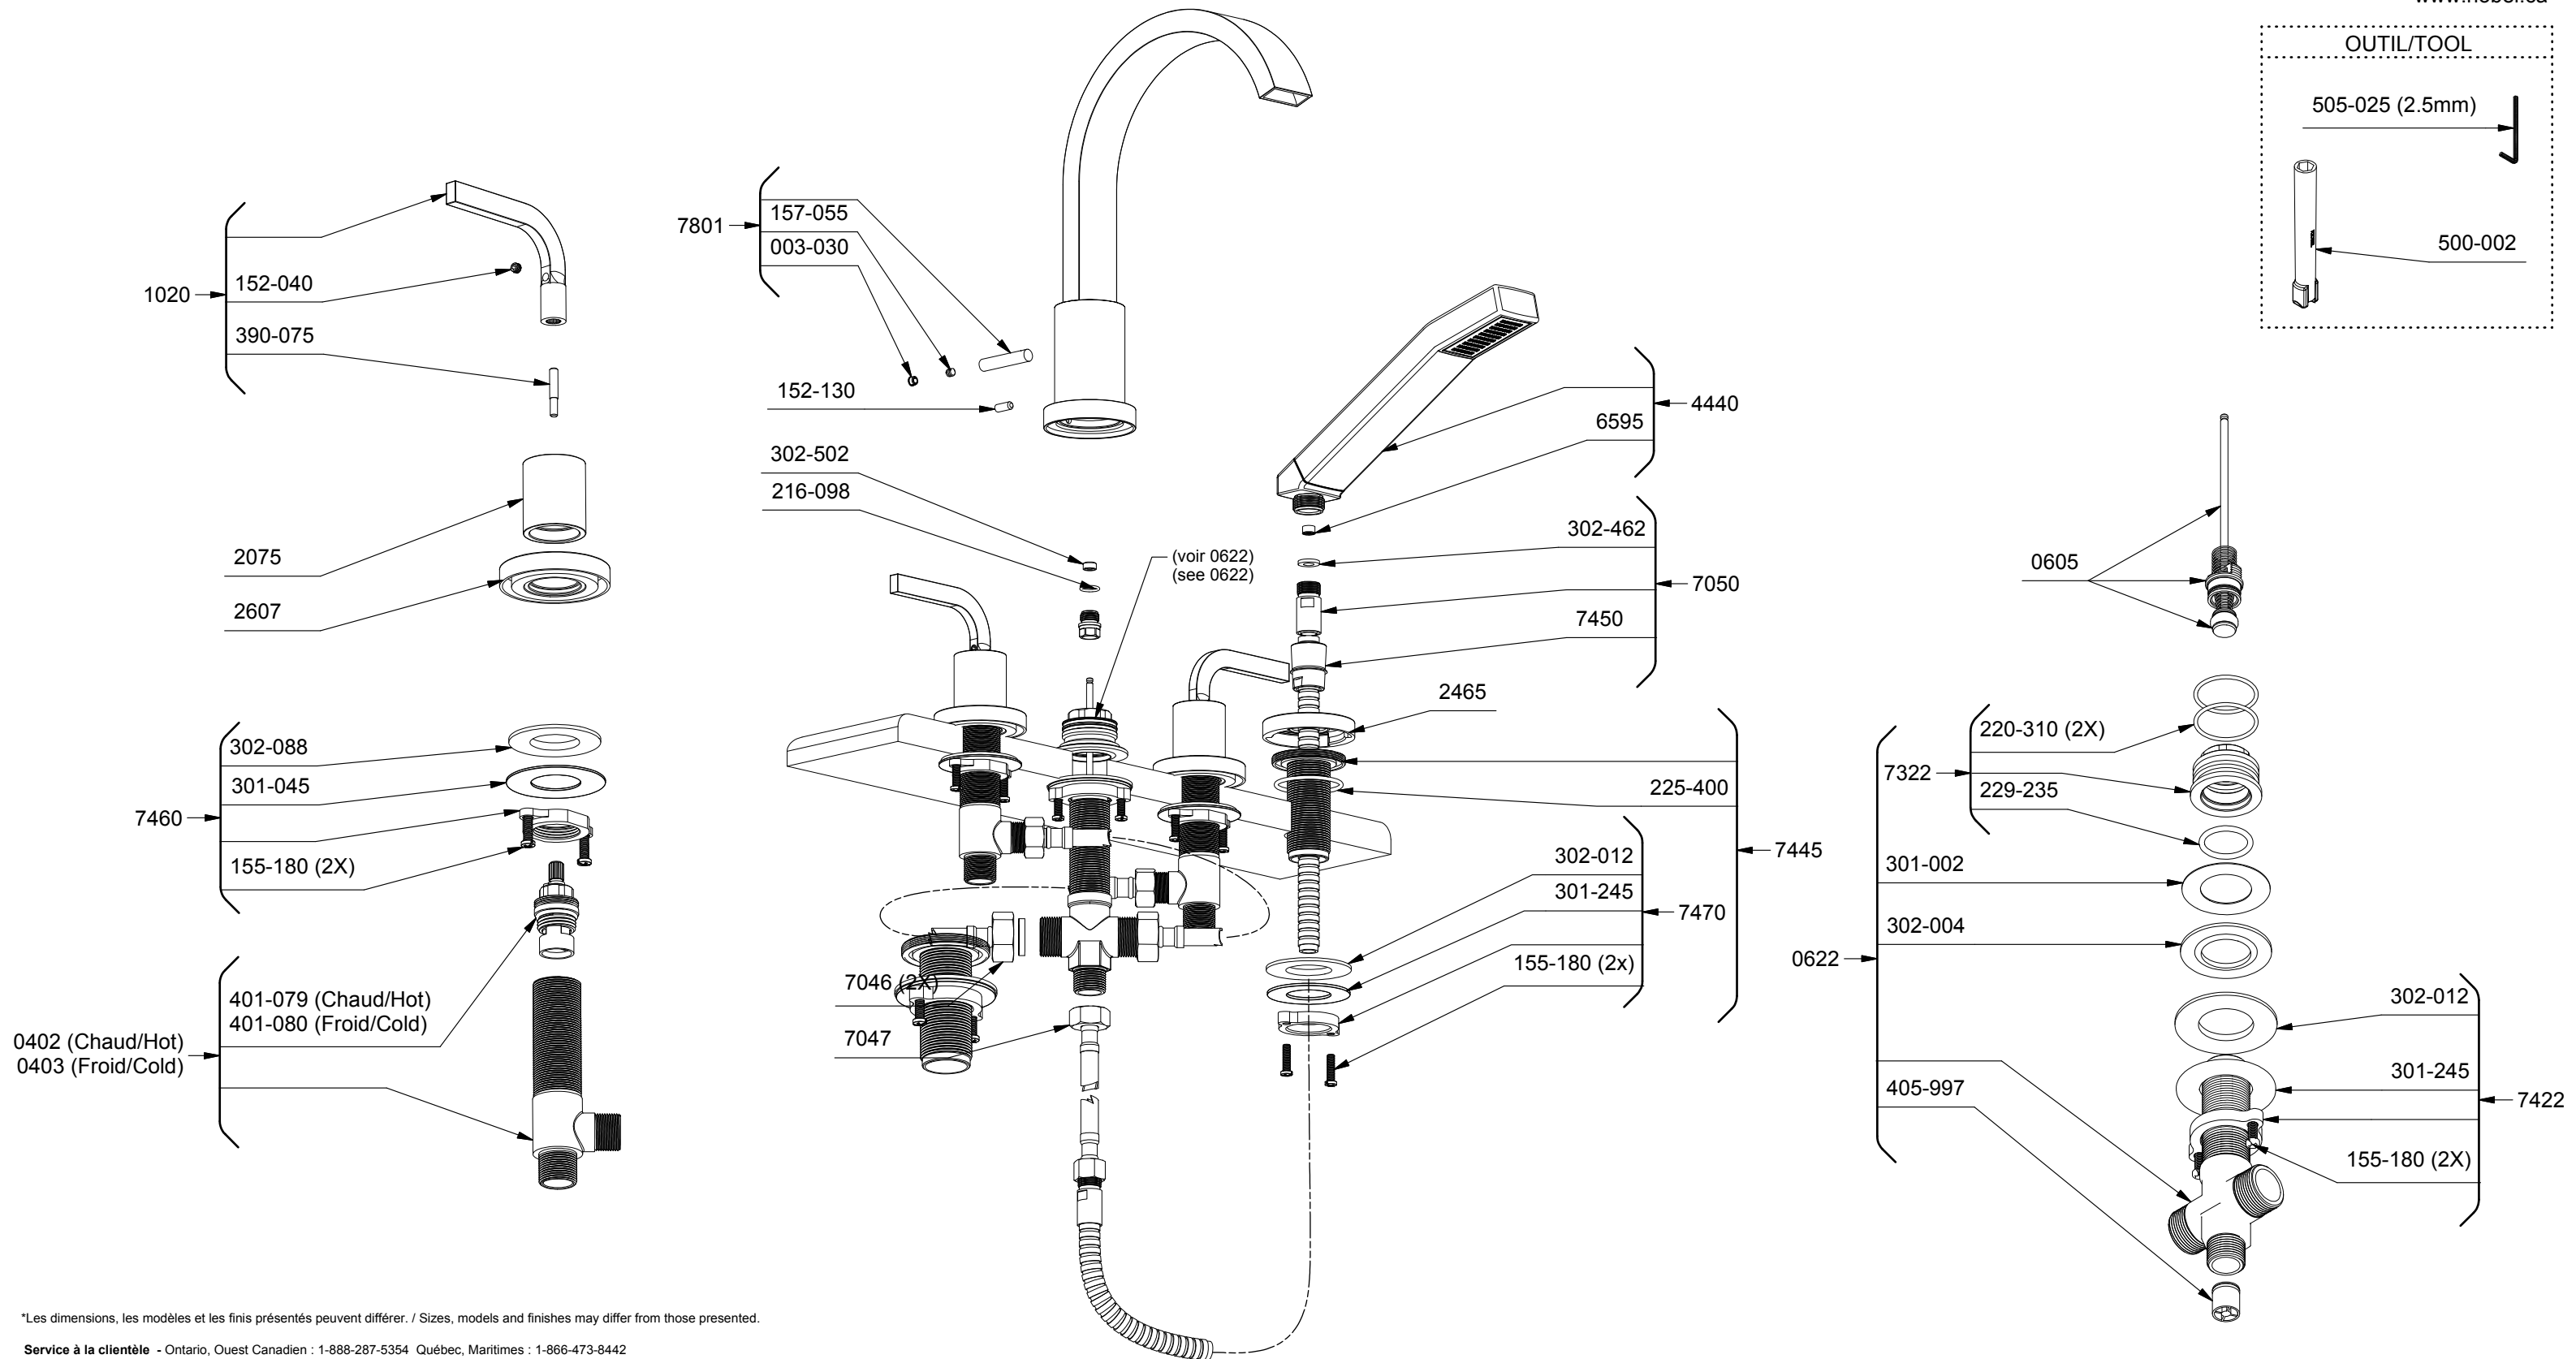 OUTIL/TOOL
505-025 (2.5mm)
500-002
1020
152-040
390-075
2075
2607
7460
302-088
301-045
155-180 (2X)
0402 (Chaud/Hot)
0403 (Froid/Cold)
401-079 (Chaud/Hot)
401-080 (Froid/Cold)
7801
157-055
003-030
152-130
302-502
216-098
(voir 0622)
(see 0622)
7046 (2X)
7047
4440
6595
302-462
7050
7450
2465
225-400
7445
302-012
301-245
7470
155-180 (2x)
0605
220-310 (2X)
7322
229-235
301-002
302-004
0622
405-997
302-012
301-245
7422
155-180 (2X)
*Les dimensions, les modèles et les finis présentés peuvent différer. / Sizes, models and finishes may differ from those presented.
Service à la clientèle - Ontario, Ouest Canadien : 1-888-287-5354 Québec, Maritimes : 1-866-473-8442